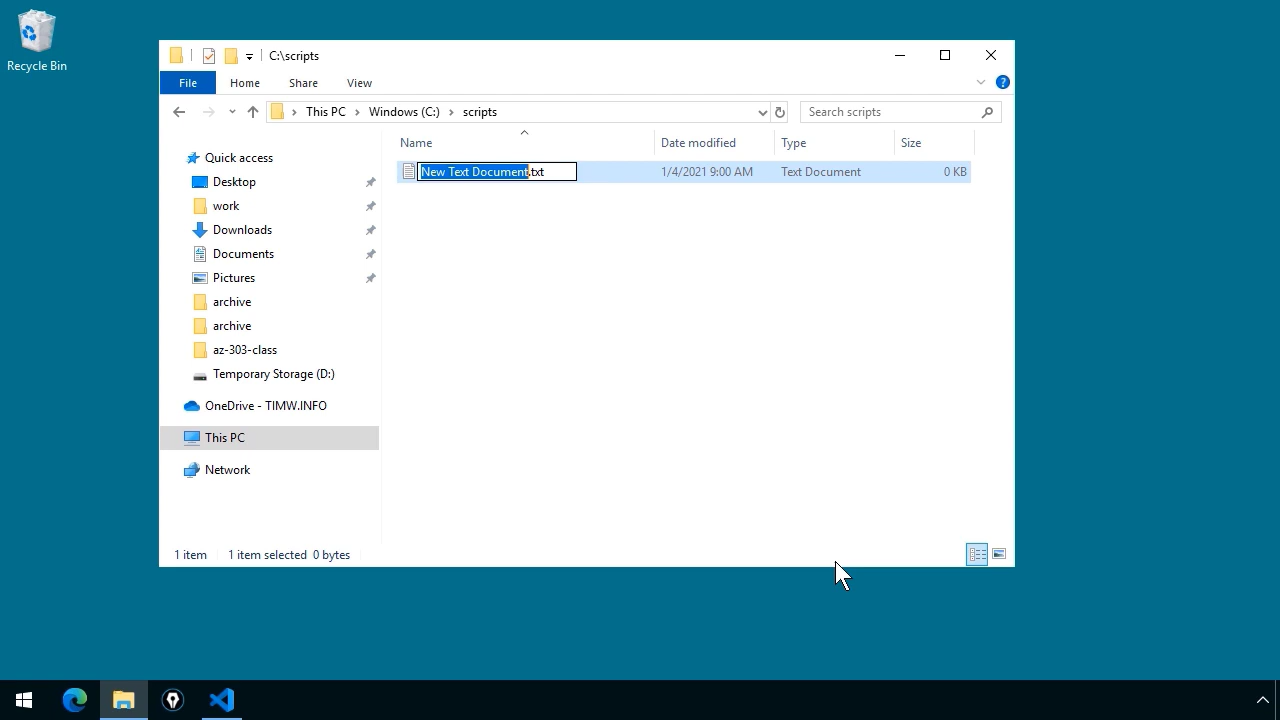 Recycle Bin
C:\scripts
File Home Share View
This PC Windows (C:) scripts
Search scripts
Name Date modified Type Size
New Text Document.txt 1/4/2021 9:00 AM Text Document 0 KB
Quick access
Desktop
work
Downloads
Documents
Pictures
archive
archive
az-303-class
Temporary Storage (D:)
OneDrive - TIMW.INFO
This PC
Network
1 item 1 item selected 0 bytes